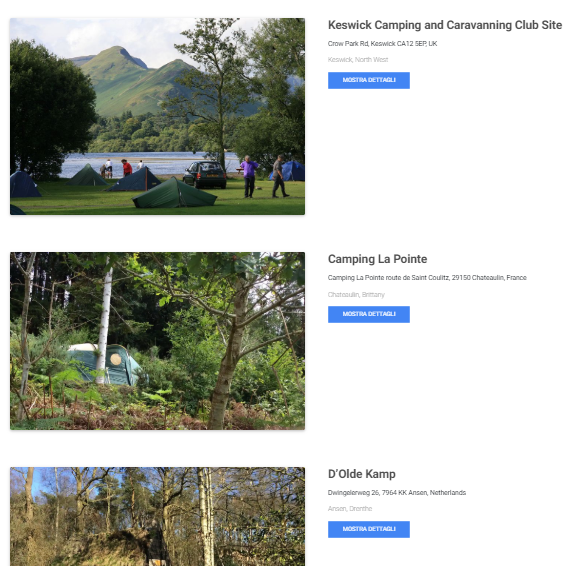 Keswick Camping and Caravanning Club Site
Crow Park Rd, Keswick CA12 5EP, UK
Keswick, North West
MOSTRA DETTAGLI
Camping La Pointe
Camping La Pointe route de Saint Coulitz, 29150 Chateaulin, France
Chateaulin, Brittany
MOSTRA DETTAGLI
D'Olde Kamp
Dwingelerweg 26, 7964 KK Ansen, Netherlands
Ansen, Drenthe
MOSTRA DETTAGLI